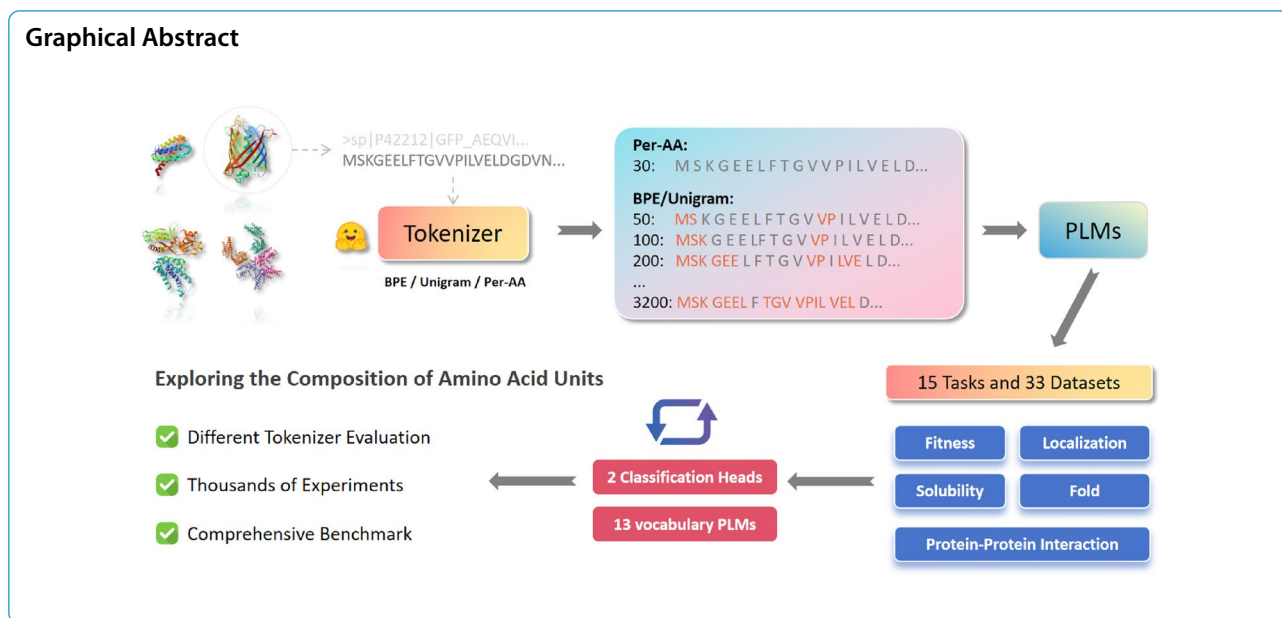 Graphical Abstract
>sp|P42212|GFP_AEQVI...
MSKGEELFTGVVPILVELDGDVN...
Tokenizer
BPE / Unigram / Per-AA
Per-AA:
30: M S K G E E L F T G V V P I L V E L D...
BPE/Unigram:
50: MS K G E E L F T G V VP I L V E L D...
100: MSK G E E L F T G V VP I L V E L D...
200: MSK GEE L F T G V VP I LVE L D...
...
3200: MSK GEEL F TGV VPIL VEL D...
PLMs
15 Tasks and 33 Datasets
Fitness
Localization
Solubility
Fold
Protein-Protein Interaction
2 Classification Heads
13 vocabulary PLMs
Exploring the Composition of Amino Acid Units
Different Tokenizer Evaluation
Thousands of Experiments
Comprehensive Benchmark